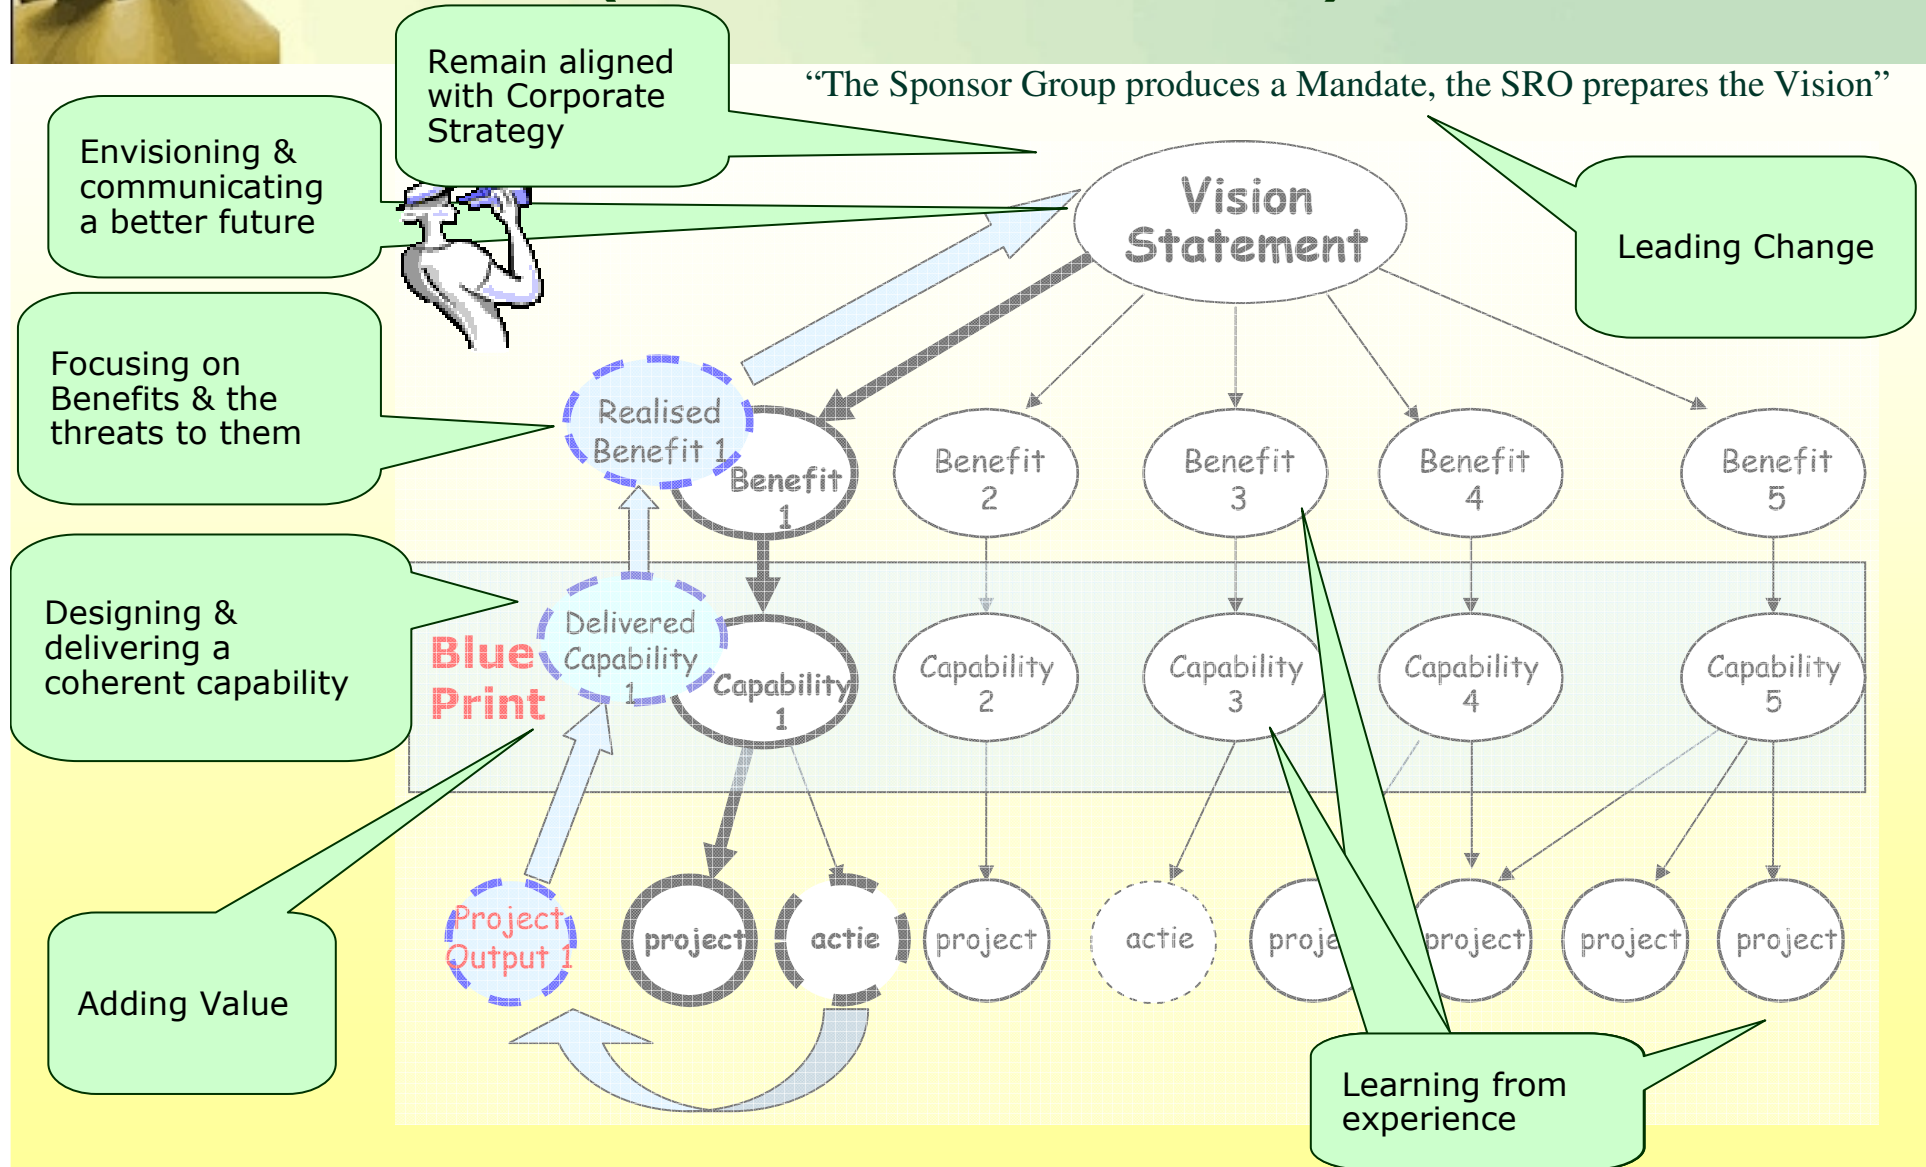 Remain aligned
with Corporate
Strategy
“The Sponsor Group produces a Mandate, the SRO prepares the Vision”
Envisioning &
communicating
a better future
Vision
Statement
Leading Change
Focusing on
Benefits & the
threats to them
Realised
Benefit 1
Benefit
1
Benefit
2
Benefit
3
Benefit
4
Benefit
5
Designing &
delivering a
coherent capability
Blue
Print
Delivered
Capability
1
Capability
1
Capability
2
Capability
3
Capability
4
Capability
5
Project
Output 1
project
actie
project
actie
project
project
project
Adding Value
Learning from
experience